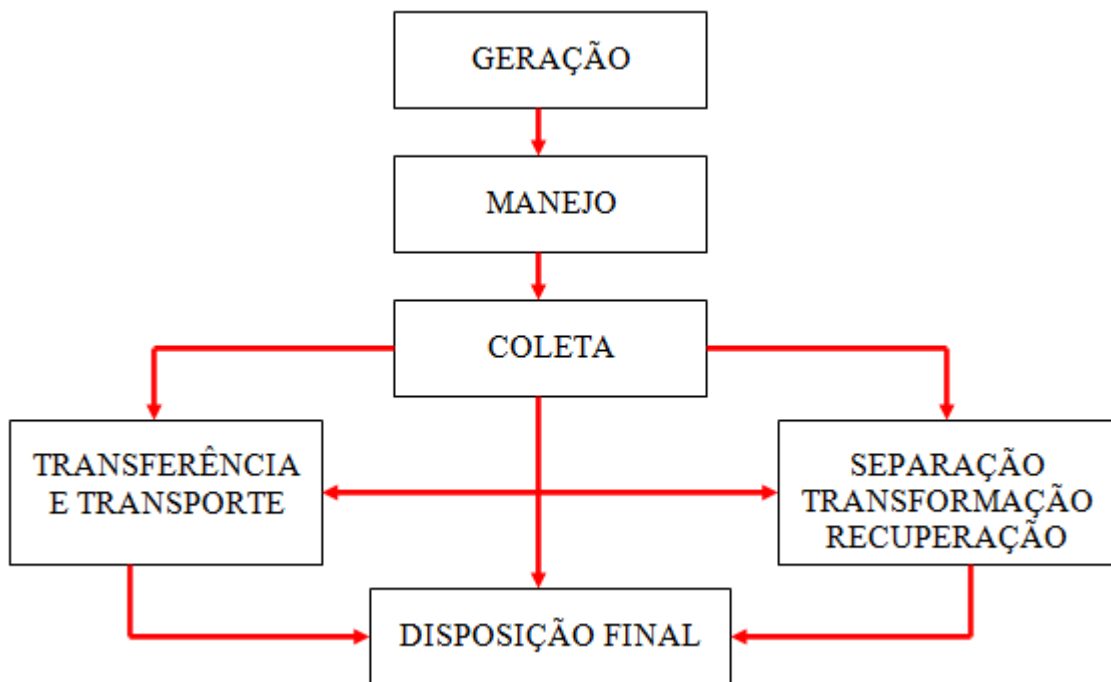 GERAÇÃO
MANEJO
COLETA
TRANSFERÊNCIA
E TRANSPORTE
SEPARAÇÃO
TRANSFORMAÇÃO
RECUPERAÇÃO
DISPOSIÇÃO FINAL